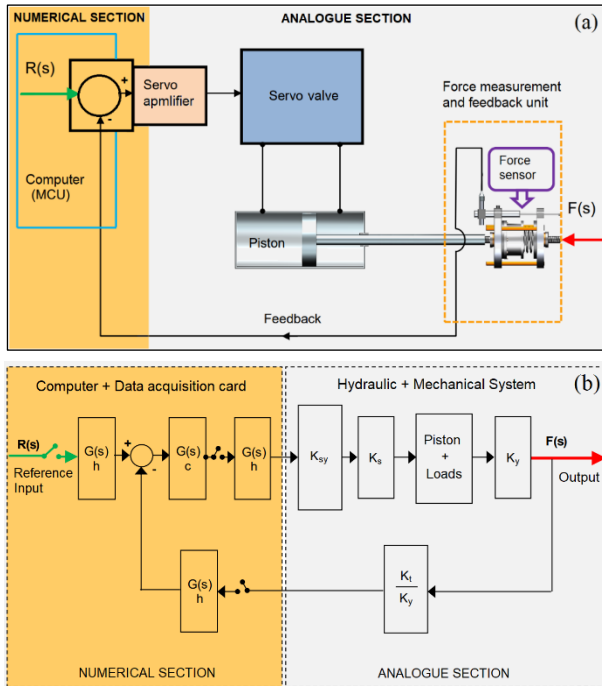 NUMERICAL SECTION
ANALOGUE SECTION
(a)
R(s)
+
-
Servo
apmlifier
Servo valve
Force measurement
and feedback unit
Computer
(MCU)
Force
sensor
F(s)
Piston
Feedback
Computer + Data acquisition card
Hydraulic + Mechanical System
(b)
R(s)
Reference
Input
G(s)
h
+
-
G(s)
c
G(s)
h
Ksy
Ks
Piston
+
Loads
Ky
F(s)
Output
G(s)
h
Kt
Ky
NUMERICAL SECTION
ANALOGUE SECTION